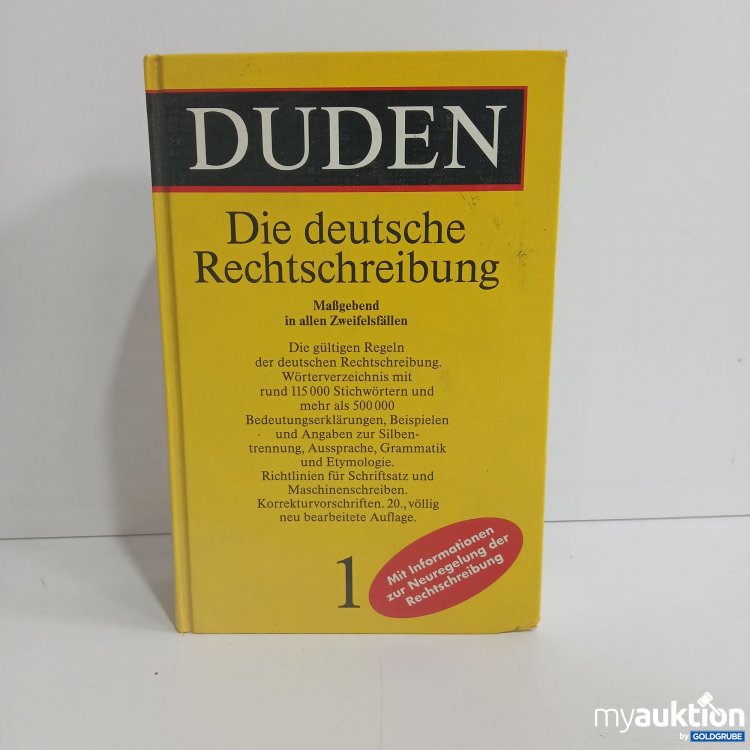 DUDEN
Die deutsche
Rechtschreibung
Maßgebend
in allen Zweifelsfällen
Die gültigen Regeln
der deutschen Rechtschreibung.
Wörterverzeichnis mit
rund 115 000 Stichwörtern und
mehr als 500 000
Bedeutungserklärungen, Beispielen
und Angaben zur Silben-
trennung, Aussprache, Grammatik
und Etymologie.
Richtlinien für Schriftsatz und
Maschinenschreiben.
Korrekturvorschriften. 20., völlig
neu bearbeitete Auflage.
1
Mit Informationen
zur Neuregelung der
Rechtschreibung
myauktion
by GOLDGRUBE